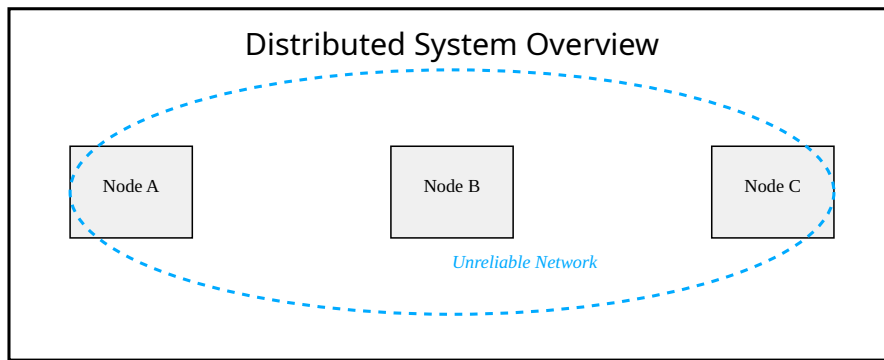 Distributed System Overview
Node A
Node B
Node C
Unreliable Network